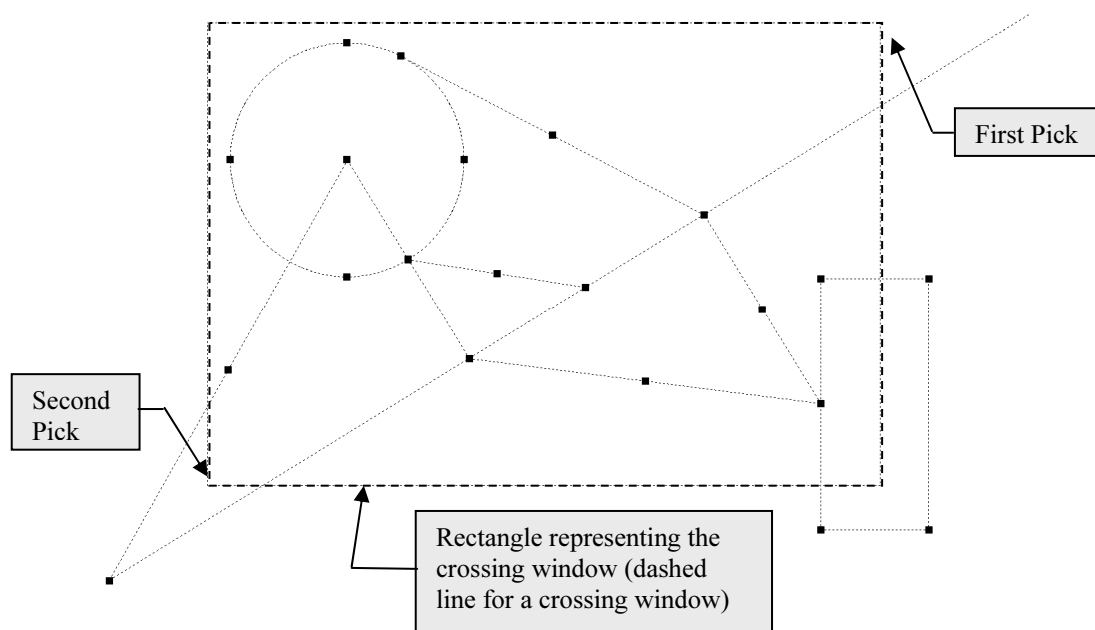 First Pick
Second
Pick
Rectangle representing the
crossing window (dashed
line for a crossing window)